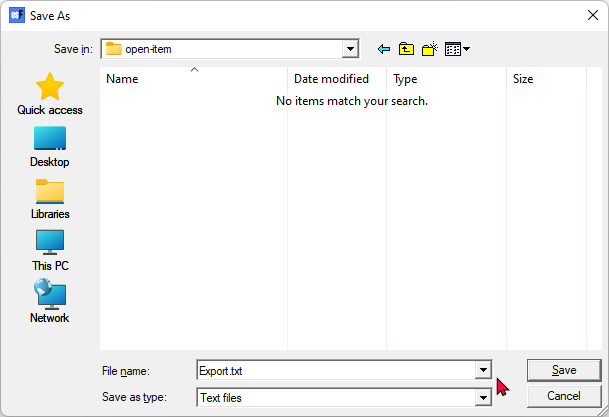 Save As
Save in:
open-item
Name
Date modified
Type
Size
No items match your search.
Quick access
Desktop
Libraries
This PC
Network
File name:
Export.txt
Save
Save as type:
Text files
Cancel